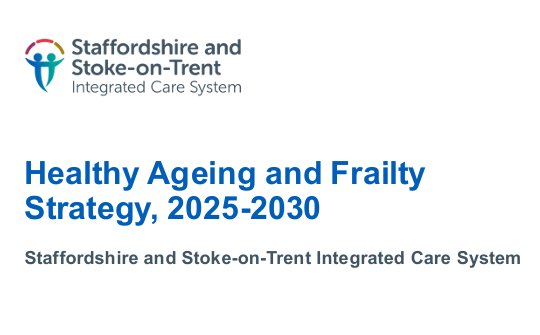 Staffordshire and
Stoke-on-Trent
Integrated Care System
Healthy Ageing and Frailty
Strategy, 2025-2030
Staffordshire and Stoke-on-Trent Integrated Care System